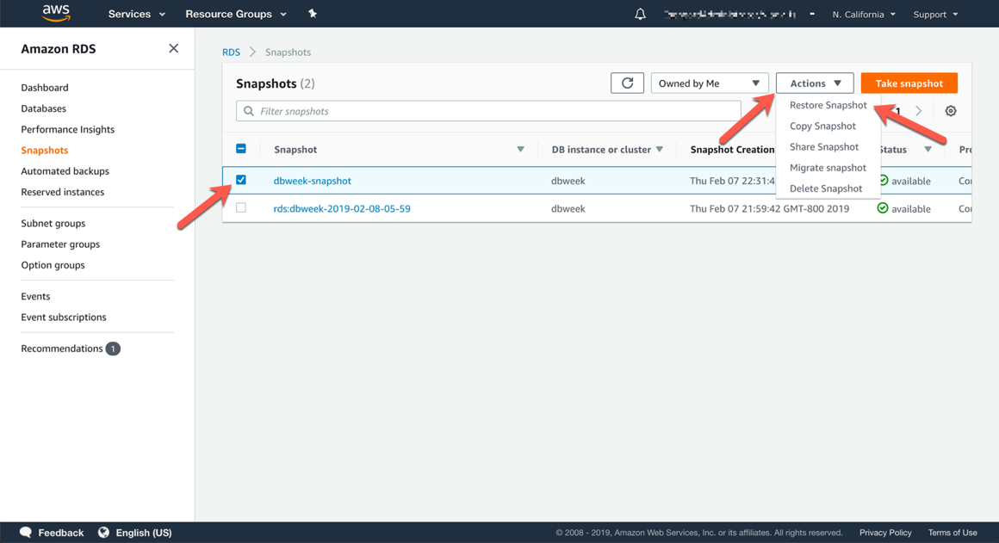 aws Services Resource Groups N. California Support
Amazon RDS
Dashboard
Databases
Performance Insights
Snapshots
Automated backups
Reserved instances
Subnet groups
Parameter groups
Option groups
Events
Event subscriptions
Recommendations 1
RDS > Snapshots
Snapshots (2) Owned by Me Actions Take snapshot
Filter snapshots 1
Restore Snapshot
Copy Snapshot
Share Snapshot
Migrate snapshot
Delete Snapshot
Snapshot DB instance or cluster Snapshot Creation Status Pro
dbweek-snapshot dbweek Thu Feb 07 22:31:4 available Co
rds:dbweek-2019-02-08-05-59 dbweek Thu Feb 07 21:59:42 GMT-800 2019 available Co
Feedback English (US) © 2008 - 2019, Amazon Web Services, Inc. or its affiliates. All rights reserved. Privacy Policy Terms of Use